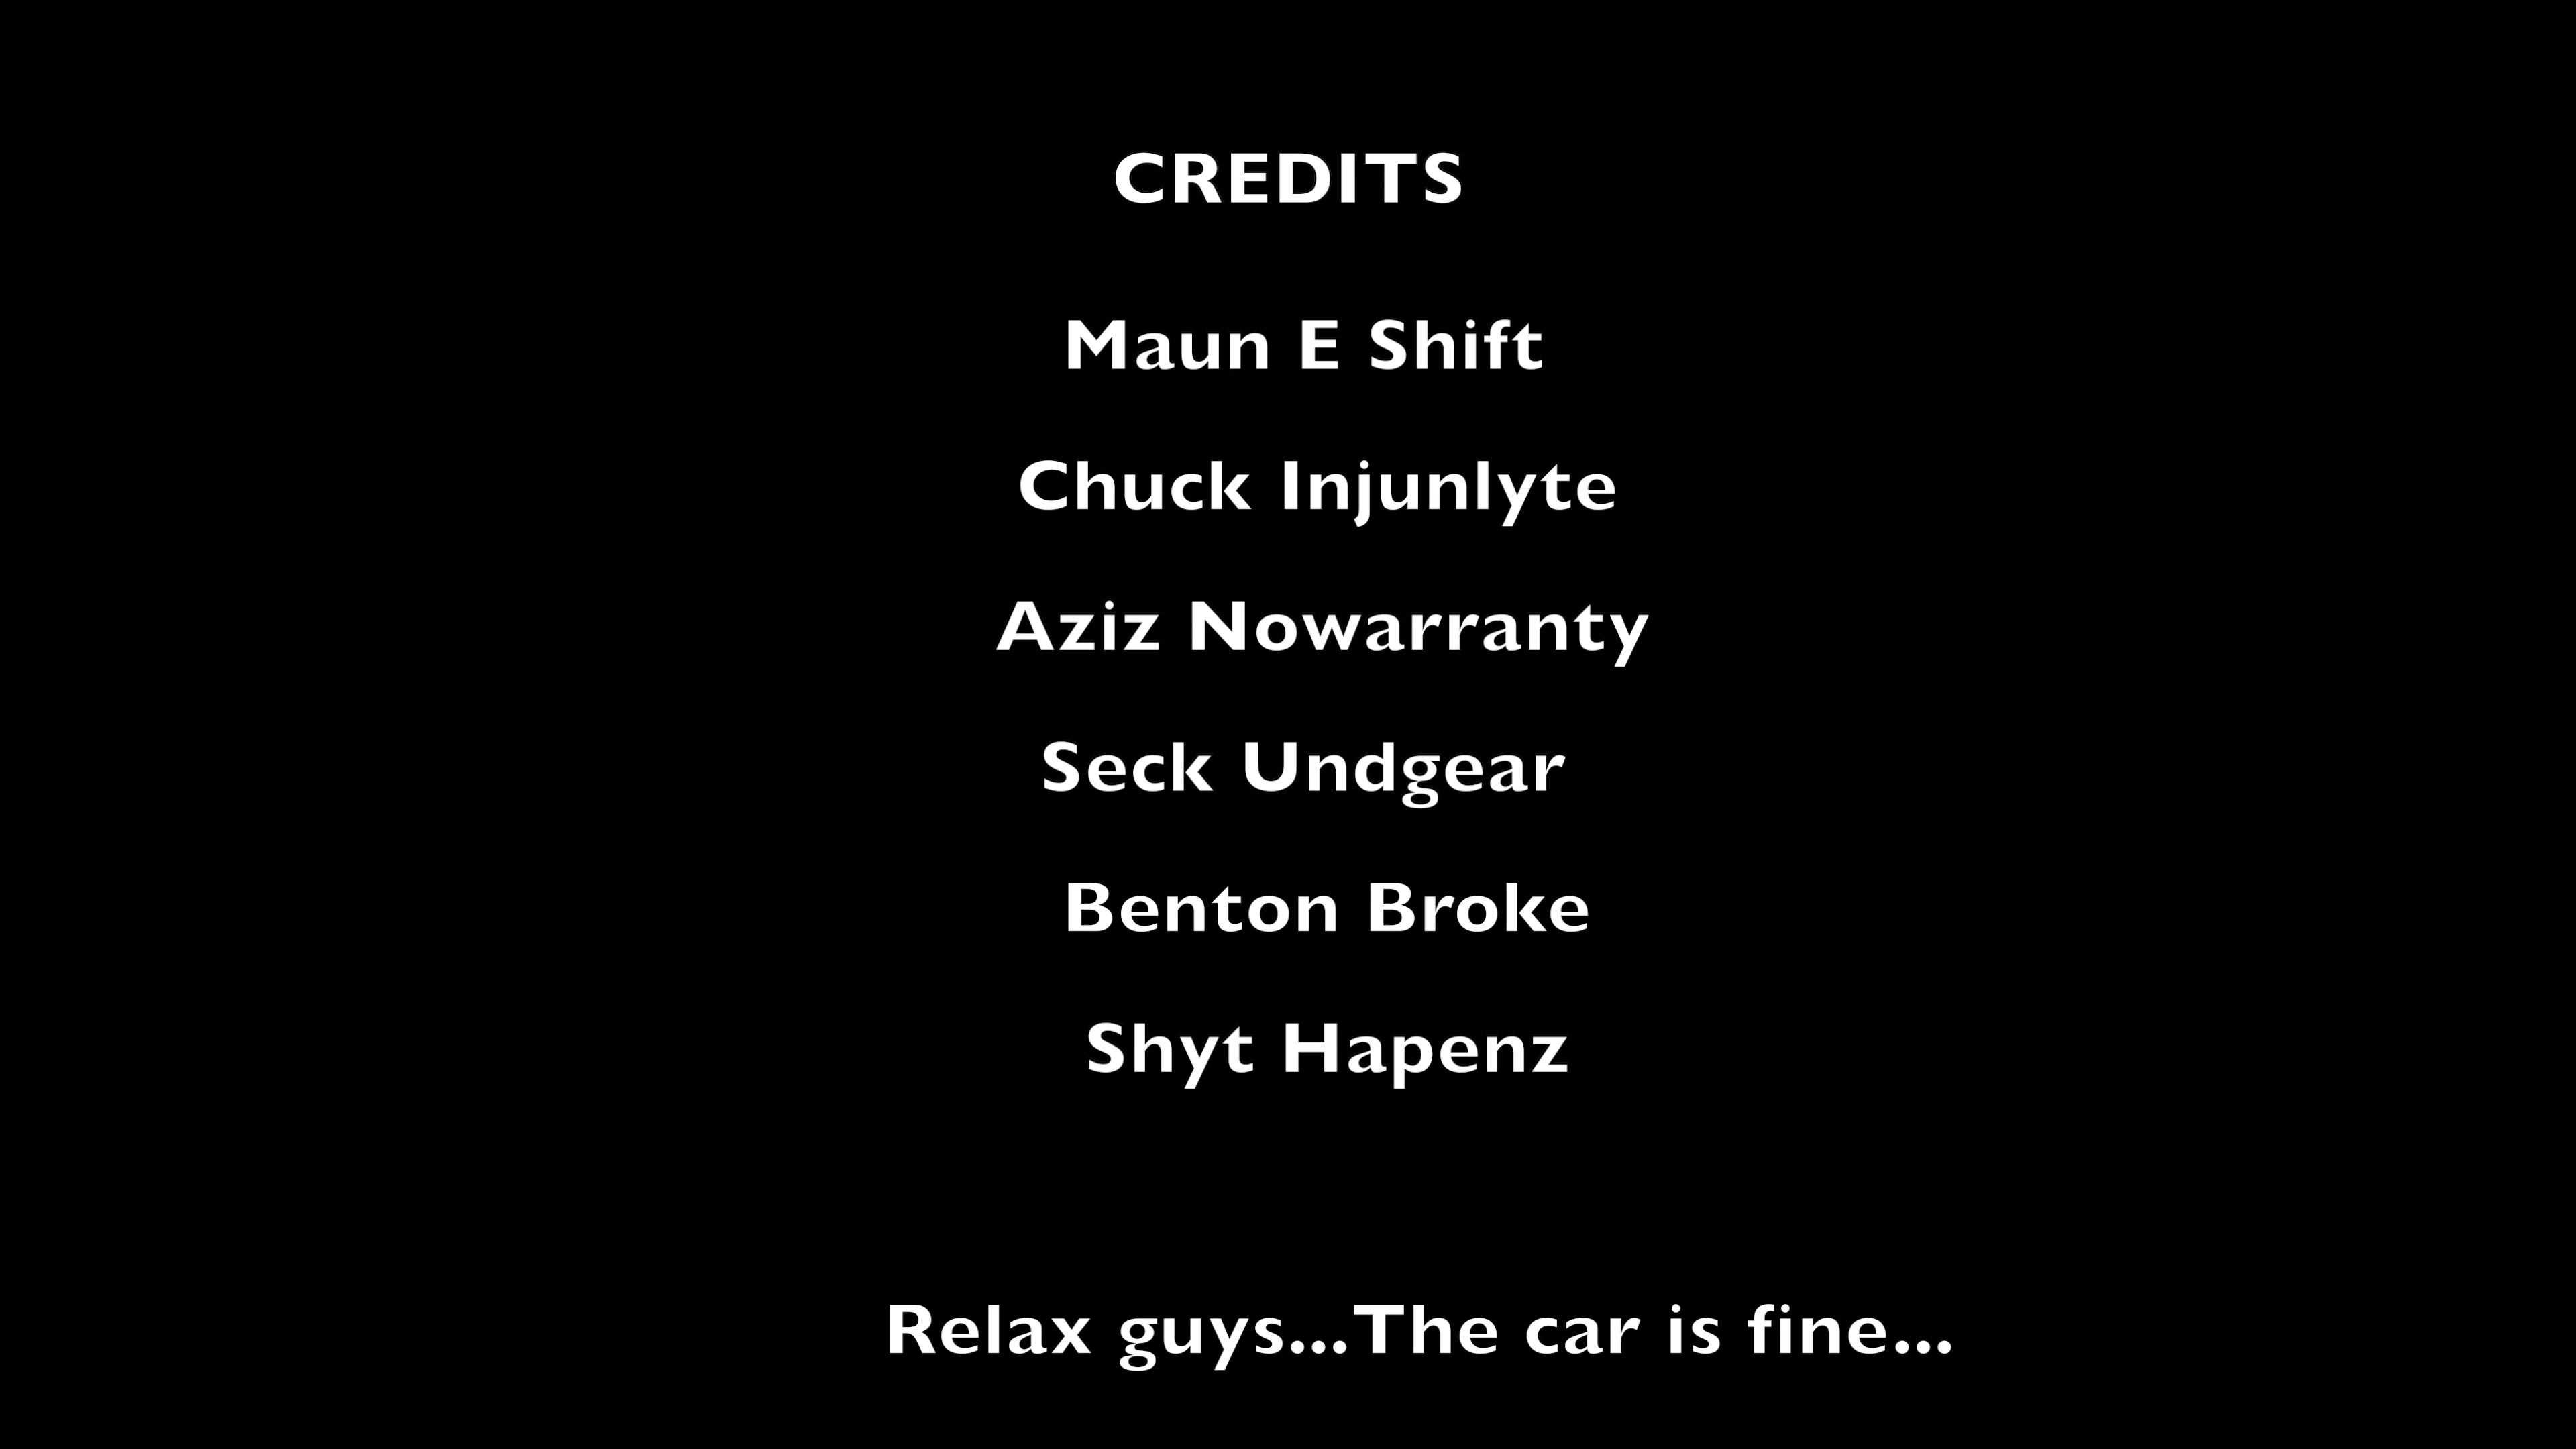 CREDITS
Maun E Shift
Chuck Injunlyte
Aziz Nowarranty
Seck Undgear
Benton Broke
Shyt Hapenz
Relax guys...The car is fine...